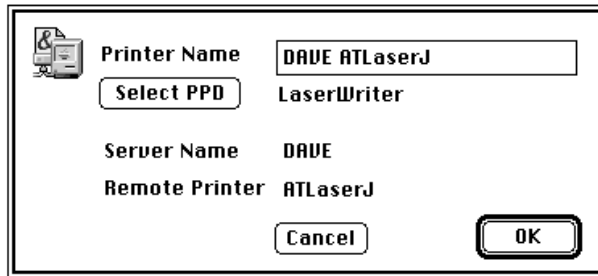 Printer Name DAVE ATLaserJ
Select PPD LaserWriter
Server Name DAVE
Remote Printer ATLaserJ
Cancel OK